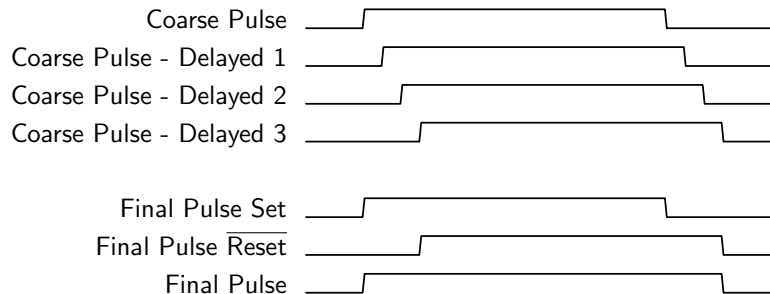 Coarse Pulse
Coarse Pulse - Delayed 1
Coarse Pulse - Delayed 2
Coarse Pulse - Delayed 3
Final Pulse Set
Final Pulse Reset
Final Pulse